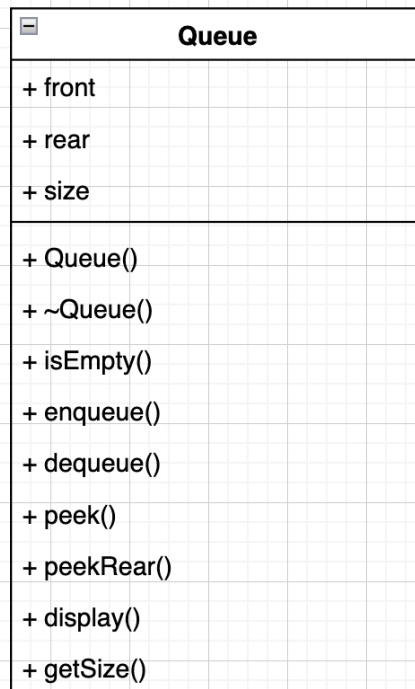 Queue
+ front
+ rear
+ size
+ Queue()
+ ~Queue()
+ isEmpty()
+ enqueue()
+ dequeue()
+ peek()
+ peekRear()
+ display()
+ getSize()